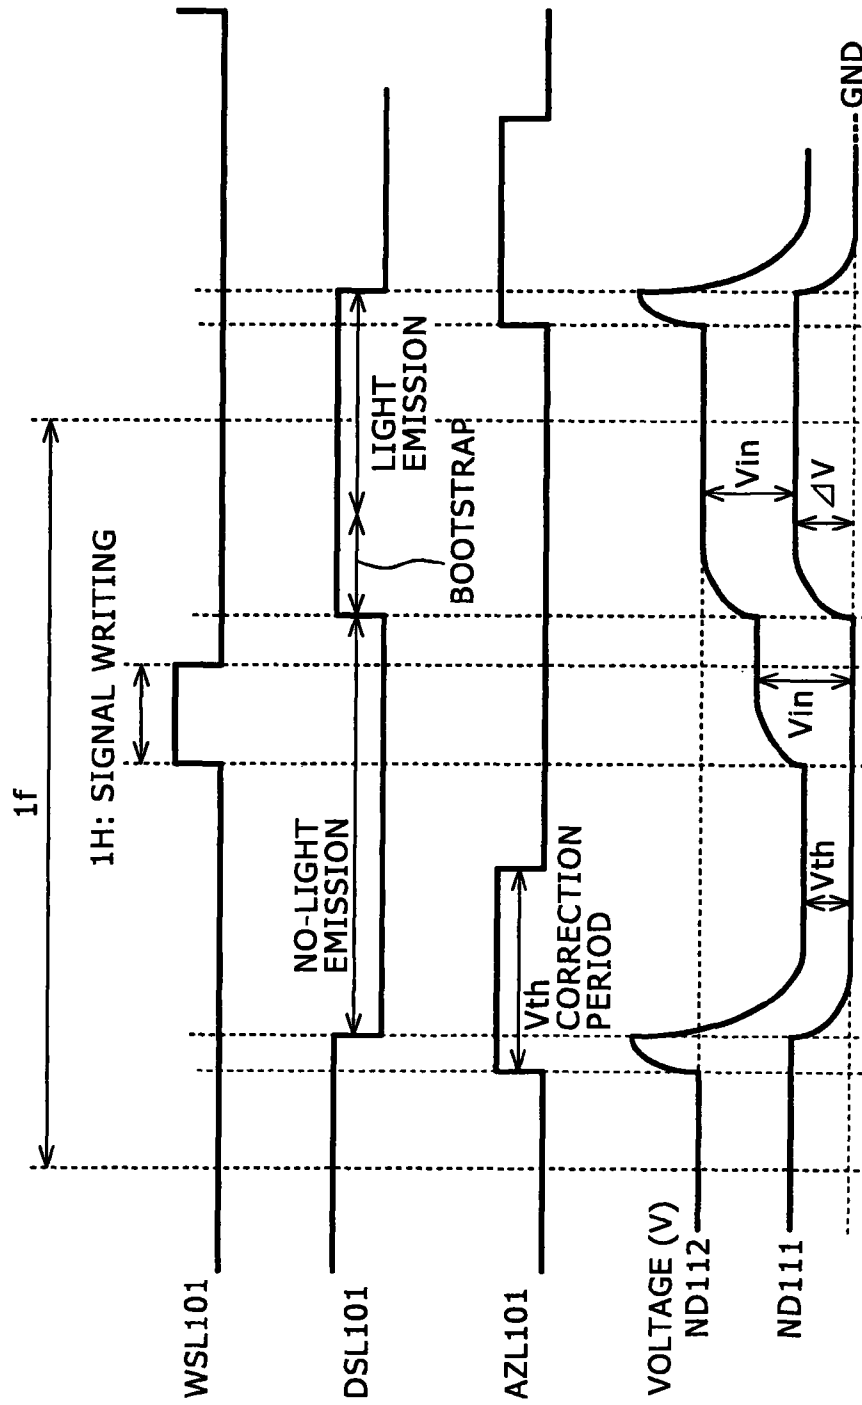 1f
1H: SIGNAL WRITING
WSL101
NO-LIGHT
EMISSION
LIGHT
EMISSION
BOOTSTRAP
DSL101
Vth
CORRECTION
PERIOD
AZL101
VOLTAGE (V)
ND112
Vin
Vin
ΔV
Vth
ND111
GND